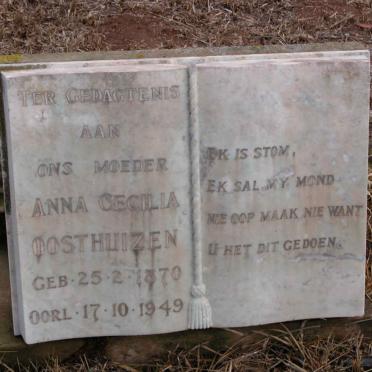 TER GEDAGTENIS
AAN
ONS MOEDER
ANNA CECILIA
OOSTHUIZEN
GEB · 25 · 2 · 1870
OORL · 17 · 10 · 1949
EK IS STOM,
EK SAL MY MOND
NIE OOP MAAK NIE WANT
U HET DIT GEDOEN.